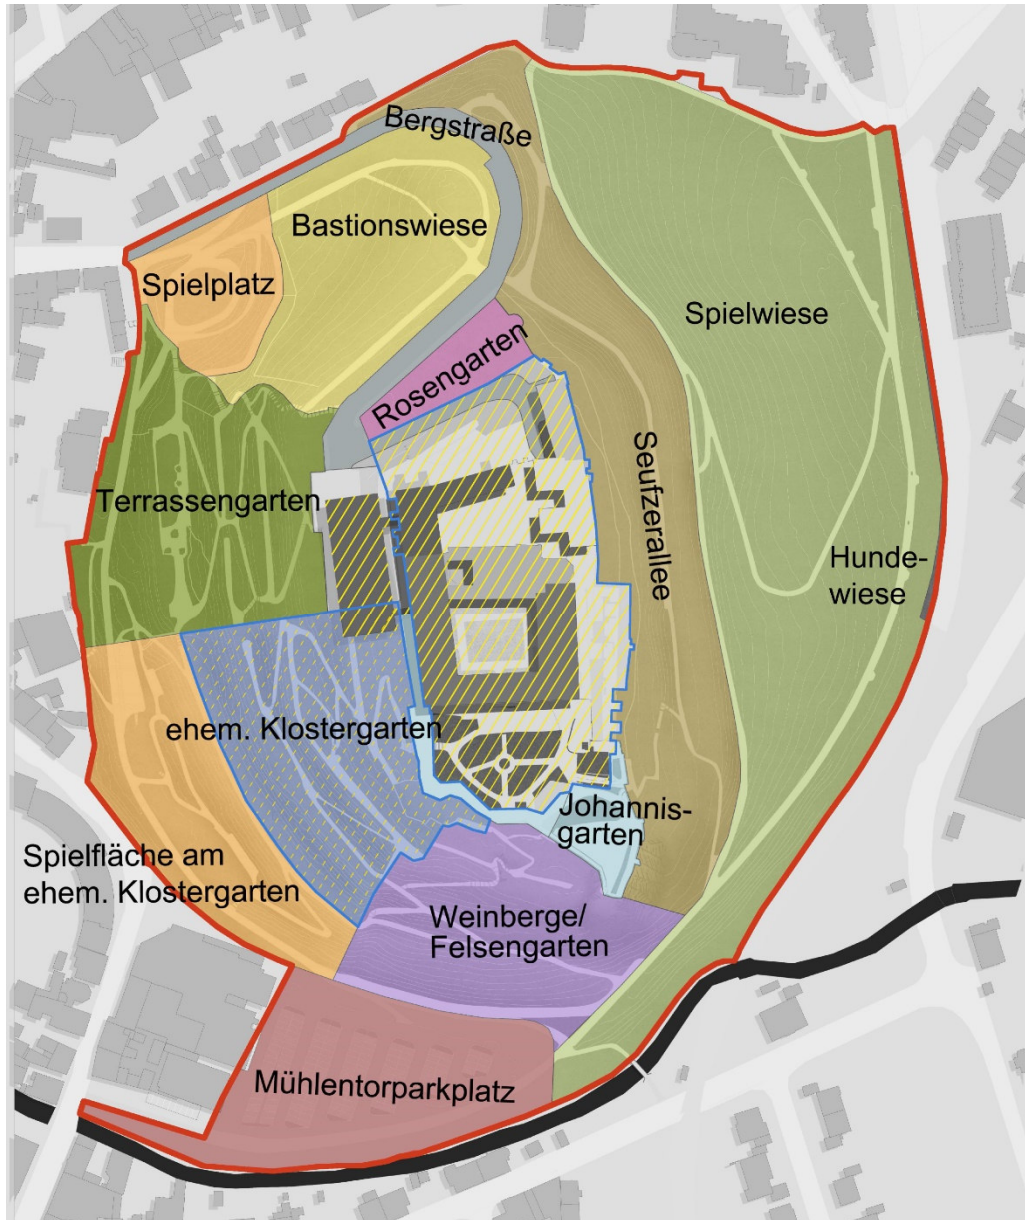 Bergstraße
Bastionswiese
Spielplatz
Spielwiese
Rosengarten
Seufzerallee
Terrassengarten
Hunde-
wiese
ehem. Klostergarten
Johannis-
garten
Spielfläche am
ehem. Klostergarten
Weinberge/
Felsengarten
Mühlentorparkplatz